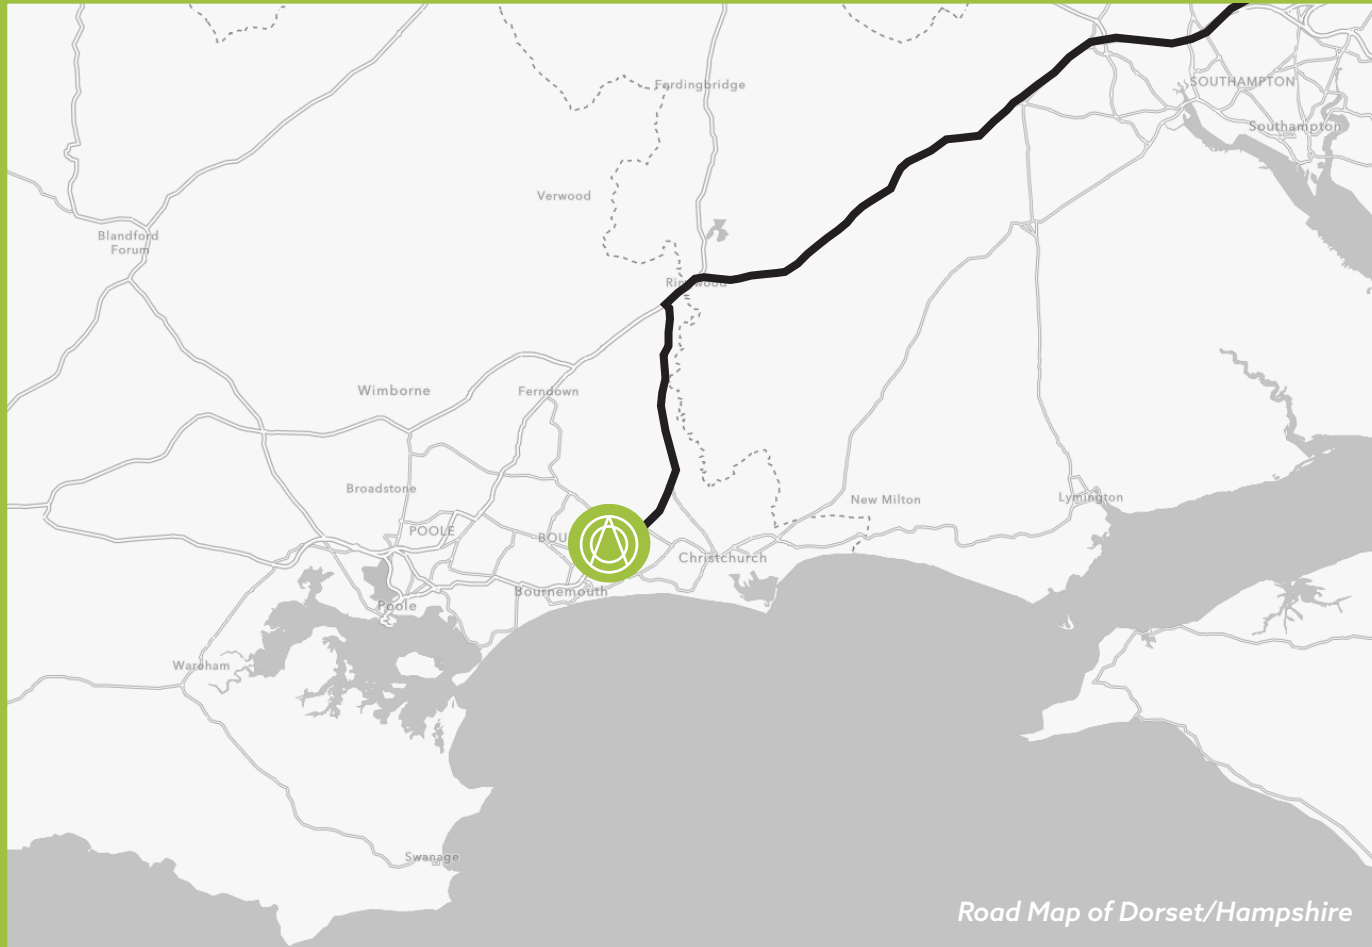 Fordingbridge
SOUTHAMPTON
Southampton
Verwood
Blandford
Forum
Ringwood
Wimborne
Ferndown
Broadstone
New Milton
Lymington
POOLE
BOU
Christchurch
Bournemouth
Poole
Wareham
Swanage
Road Map of Dorset/Hampshire